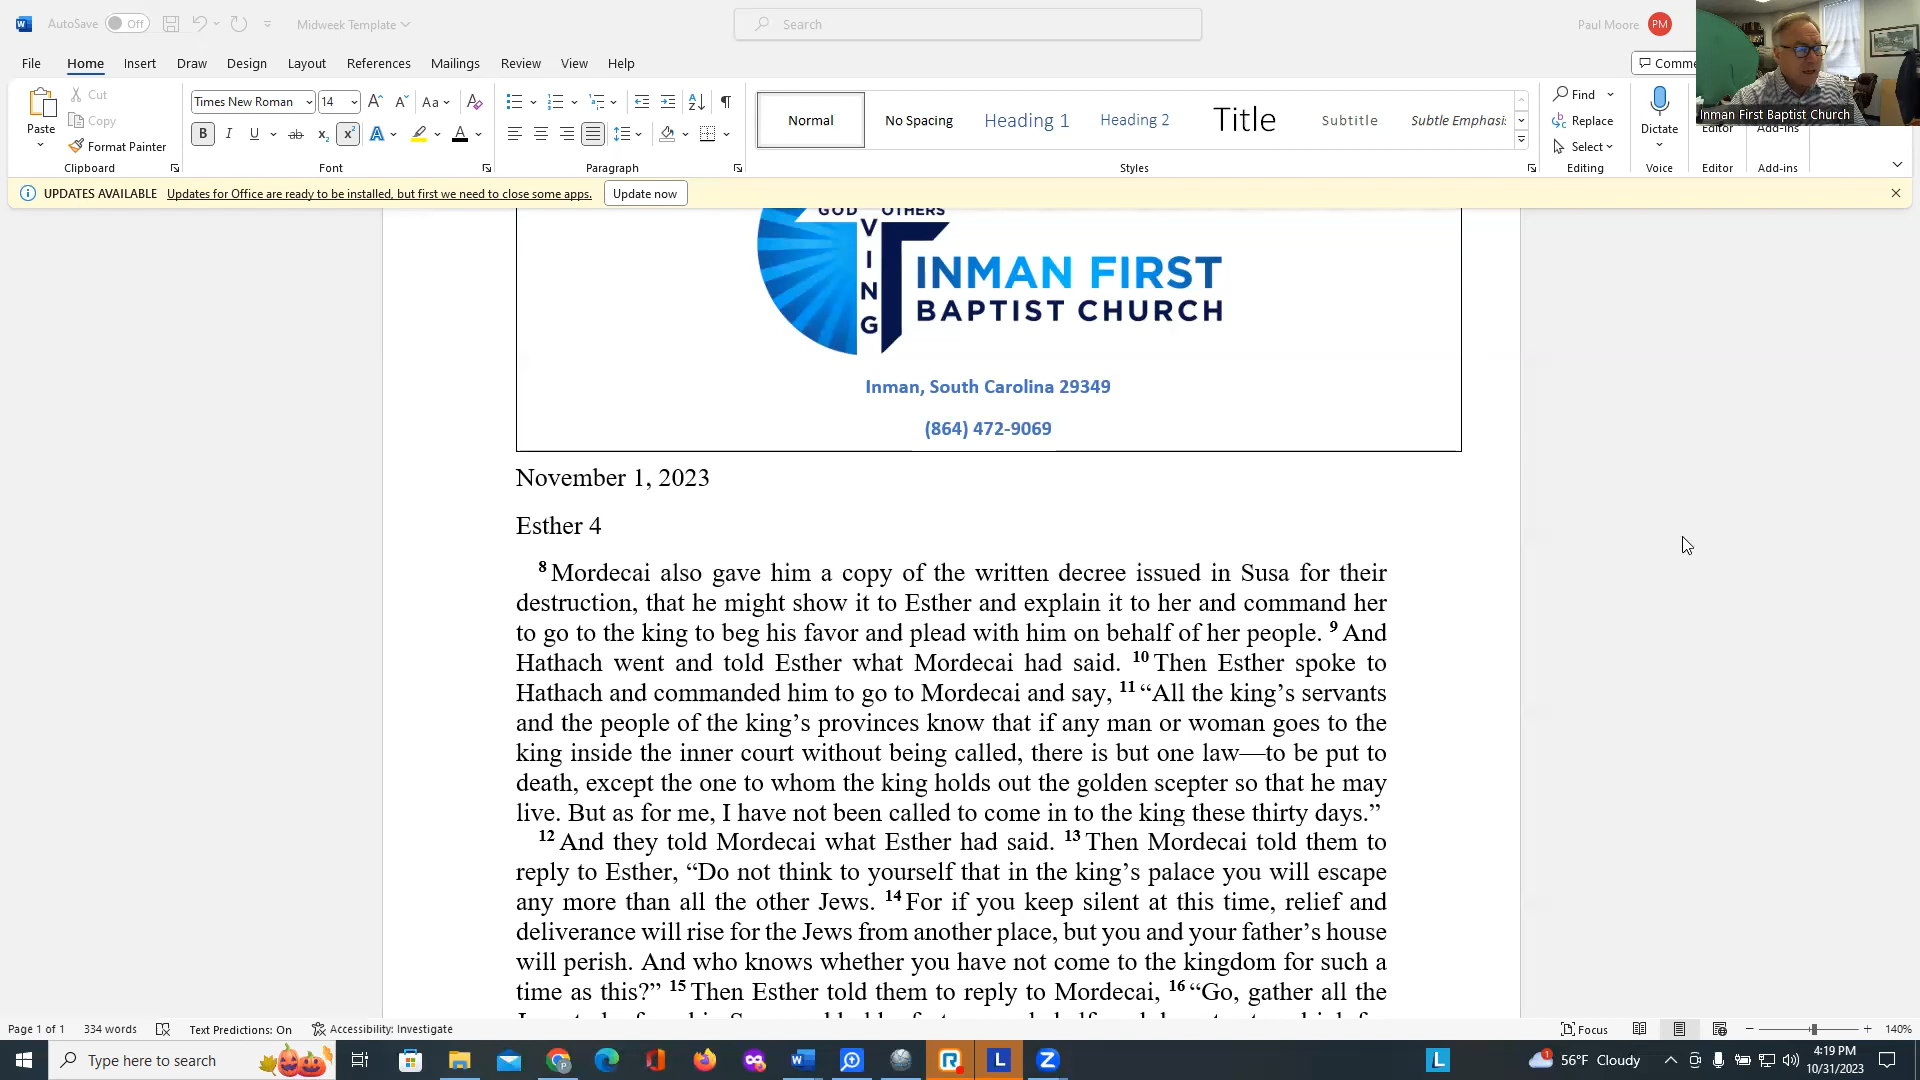 AutoSave Off Midweek Template Search Paul Moore PM
File Home Insert Draw Design Layout References Mailings Review View Help
Inman First Baptist Church
Paste Cut Copy Format Painter
Times New Roman 14 Aa
Normal No Spacing Heading 1 Heading 2 Title Subtitle
Find Replace Select
Dictate Editor Add-ins
Clipboard Font Paragraph Styles Editing Voice Editor Add-ins
UPDATES AVAILABLE Updates for Office are ready to be installed, but first we need to close some apps. Update now
GOD OTHERS
VING
INMAN FIRST
BAPTIST CHURCH
Inman, South Carolina 29349
(864) 472-9069
November 1, 2023
Esther 4
8 Mordecai also gave him a copy of the written decree issued in Susa for their
destruction, that he might show it to Esther and explain it to her and command her
to go to the king to beg his favor and plead with him on behalf of her people. 9 And
Hathach went and told Esther what Mordecai had said. 10 Then Esther spoke to
Hathach and commanded him to go to Mordecai and say, 11 “All the king’s servants
and the people of the king’s provinces know that if any man or woman goes to the
king inside the inner court without being called, there is but one law—to be put to
death, except the one to whom the king holds out the golden scepter so that he may
live. But as for me, I have not been called to come in to the king these thirty days.”
12 And they told Mordecai what Esther had said. 13 Then Mordecai told them to
reply to Esther, “Do not think to yourself that in the king’s palace you will escape
any more than all the other Jews. 14 For if you keep silent at this time, relief and
deliverance will rise for the Jews from another place, but you and your father’s house
will perish. And who knows whether you have not come to the kingdom for such a
time as this?” 15 Then Esther told them to reply to Mordecai, 16 “Go, gather all the
Page 1 of 1 334 words Text Predictions: On Accessibility: Investigate Focus 140%
Type here to search 56°F Cloudy 4:19 PM
10/31/2023